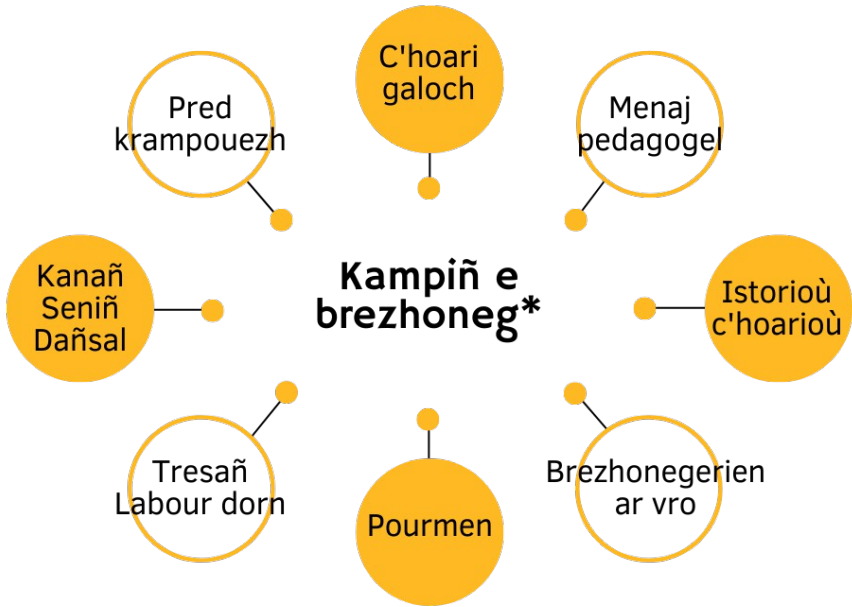 C'hoari
galoch
Pred
krampouezh
Menaj
pedagogel
Kanañ
Seniñ
Dañsal
Kampiñ e
brezhoneg*
Istorioù
c'hoarioù
Tresañ
Labour dorn
Pourmen
Brezhonegerien
ar vro